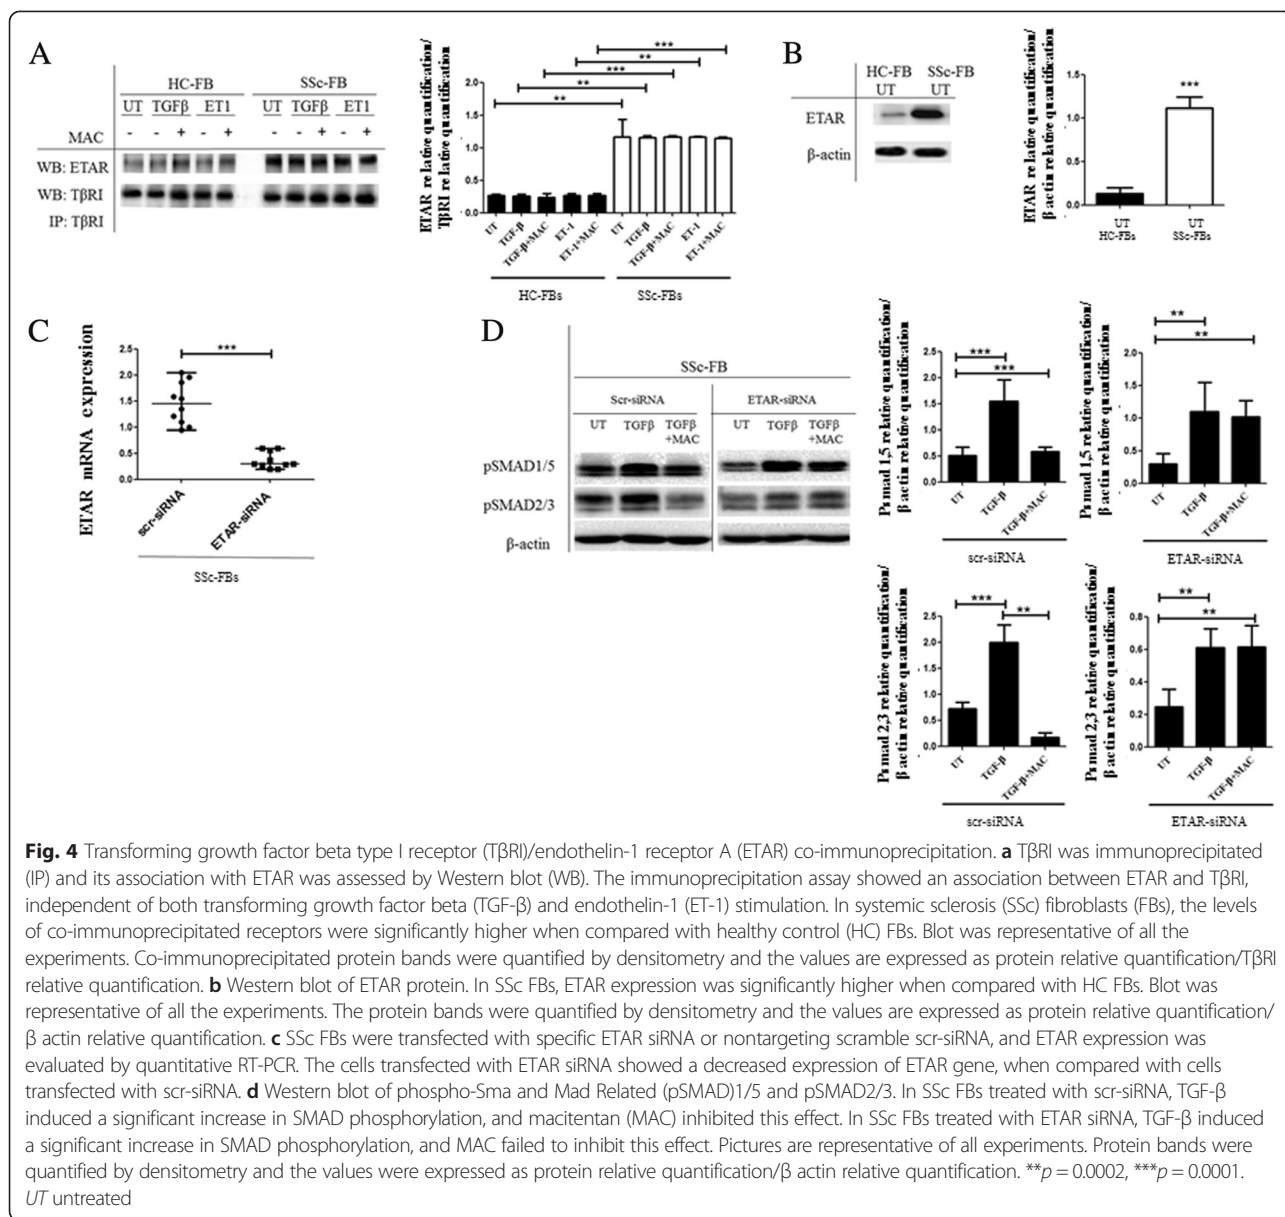 A
HC-FB SSc-FB
UT TGFβ ET1 UT TGFβ ET1
MAC - - + - + - - + - +
WB: ETAR
WB: TβRI
IP: TβRI
ETAR relative quantification/
TβRI relative quantification
2.0
1.5
1.0
0.5
0.0
***
**
***
**
**
UT TGF-β TGF-β+MAC ET-1 ET-1+MAC UT TGF-β TGF-β+MAC ET-1 ET-1+MAC
HC-FBs SSc-FBs
B
HC-FB SSc-FB
UT UT
ETAR
β-actin
ETAR relative quantification/
β actin relative quantification
1.5
1.0
0.5
0.0
***
UT UT
HC-FBs SSc-FBs
C
ETAR mRNA expression
2.5
2.0
1.5
1.0
0.5
0.0
***
scr-siRNA ETAR-siRNA
SSc-FBs
D
SSc-FB
Scr-siRNA ETAR-siRNA
UT TGFβ TGFβ UT TGFβ TGFβ
+MAC +MAC
pSMAD1/5
pSMAD2/3
β-actin
Psmad 1,5 relative quantification/
β actin relative quantification
2.5
2.0
1.5
1.0
0.5
0.0
***
***
UT TGF-β TGF-β+MAC
scr-siRNA
Psmad 1,5 relative quantification/
β actin relative quantification
2.0
1.5
1.0
0.5
0.0
**
**
UT TGF-β TGF-β+MAC
ETAR-siRNA
Psmad 2,3 relative quantification/
β actin relative quantification
2.5
2.0
1.5
1.0
0.5
0.0
***
**
UT TGF-β TGF-β+MAC
scr-siRNA
Psmad 2,3 relative quantification/
β actin relative quantification
0.8
0.6
0.4
0.2
0.0
**
**
UT TGF-β TGF-β+MAC
ETAR-siRNA
Fig. 4 Transforming growth factor beta type I receptor (TβRI)/endothelin-1 receptor A (ETAR) co-immunoprecipitation. a TβRI was immunoprecipitated
(IP) and its association with ETAR was assessed by Western blot (WB). The immunoprecipitation assay showed an association between ETAR and TβRI,
independent of both transforming growth factor beta (TGF-β) and endothelin-1 (ET-1) stimulation. In systemic sclerosis (SSc) fibroblasts (FBs), the levels
of co-immunoprecipitated receptors were significantly higher when compared with healthy control (HC) FBs. Blot was representative of all the
experiments. Co-immunoprecipitated protein bands were quantified by densitometry and the values are expressed as protein relative quantification/TβRI
relative quantification. b Western blot of ETAR protein. In SSc FBs, ETAR expression was significantly higher when compared with HC FBs. Blot was
representative of all the experiments. The protein bands were quantified by densitometry and the values are expressed as protein relative quantification/
β actin relative quantification. c SSc FBs were transfected with specific ETAR siRNA or nontargeting scramble scr-siRNA, and ETAR expression was
evaluated by quantitative RT-PCR. The cells transfected with ETAR siRNA showed a decreased expression of ETAR gene, when compared with cells
transfected with scr-siRNA. d Western blot of phospho-Sma and Mad Related (pSMAD)1/5 and pSMAD2/3. In SSc FBs treated with scr-siRNA, TGF-β
induced a significant increase in SMAD phosphorylation, and macitentan (MAC) inhibited this effect. In SSc FBs treated with ETAR siRNA, TGF-β induced
a significant increase in SMAD phosphorylation, and MAC failed to inhibit this effect. Pictures are representative of all experiments. Protein bands were
quantified by densitometry and the values were expressed as protein relative quantification/β actin relative quantification. **p = 0.0002, ***p = 0.0001.
UT untreated